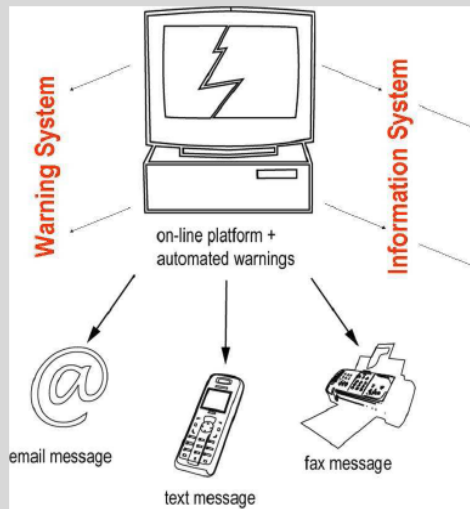 Warning System
Information System
on-line platform +
automated warnings
email message
text message
fax message